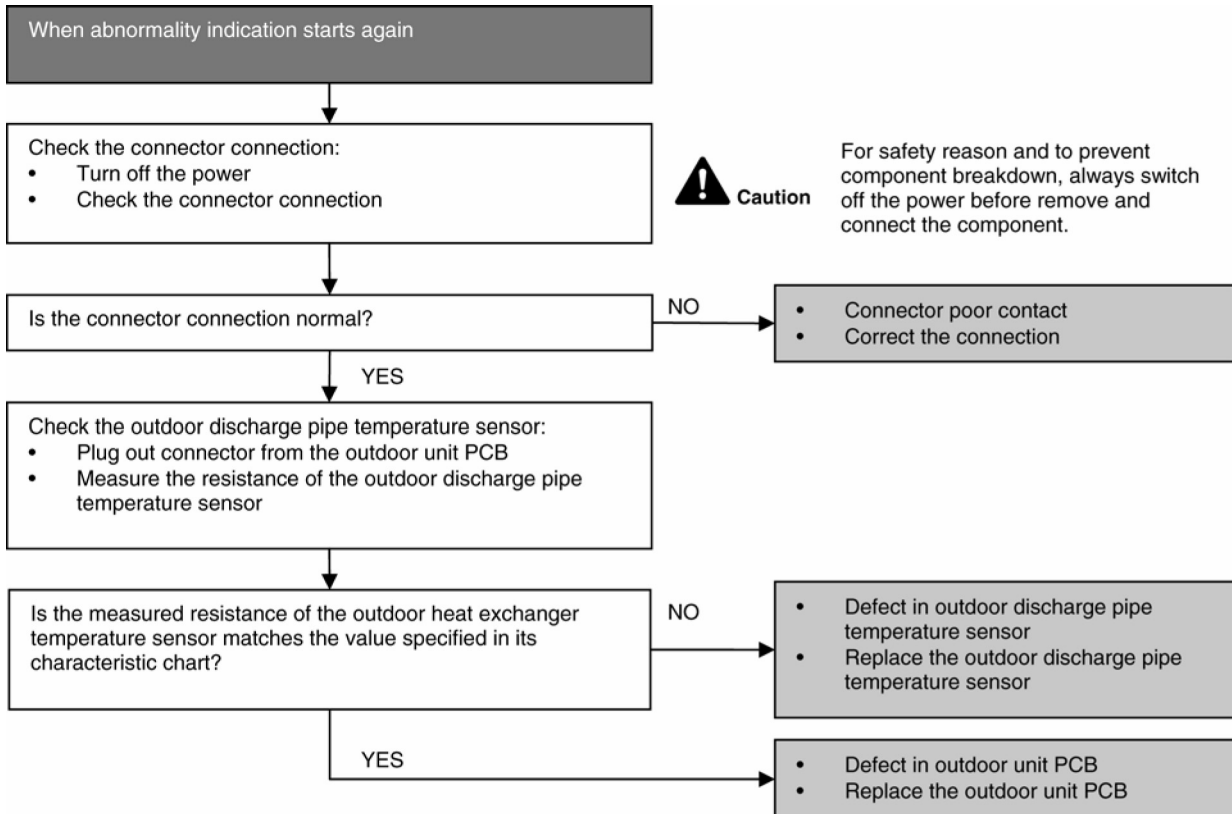 When abnormality indication starts again
Check the connector connection:
• Turn off the power
• Check the connector connection
Caution
For safety reason and to prevent
component breakdown, always switch
off the power before remove and
connect the component.
Is the connector connection normal?
NO
• Connector poor contact
• Correct the connection
YES
Check the outdoor discharge pipe temperature sensor:
• Plug out connector from the outdoor unit PCB
• Measure the resistance of the outdoor discharge pipe
temperature sensor
Is the measured resistance of the outdoor heat exchanger
temperature sensor matches the value specified in its
characteristic chart?
NO
• Defect in outdoor discharge pipe
temperature sensor
• Replace the outdoor discharge pipe
temperature sensor
YES
• Defect in outdoor unit PCB
• Replace the outdoor unit PCB